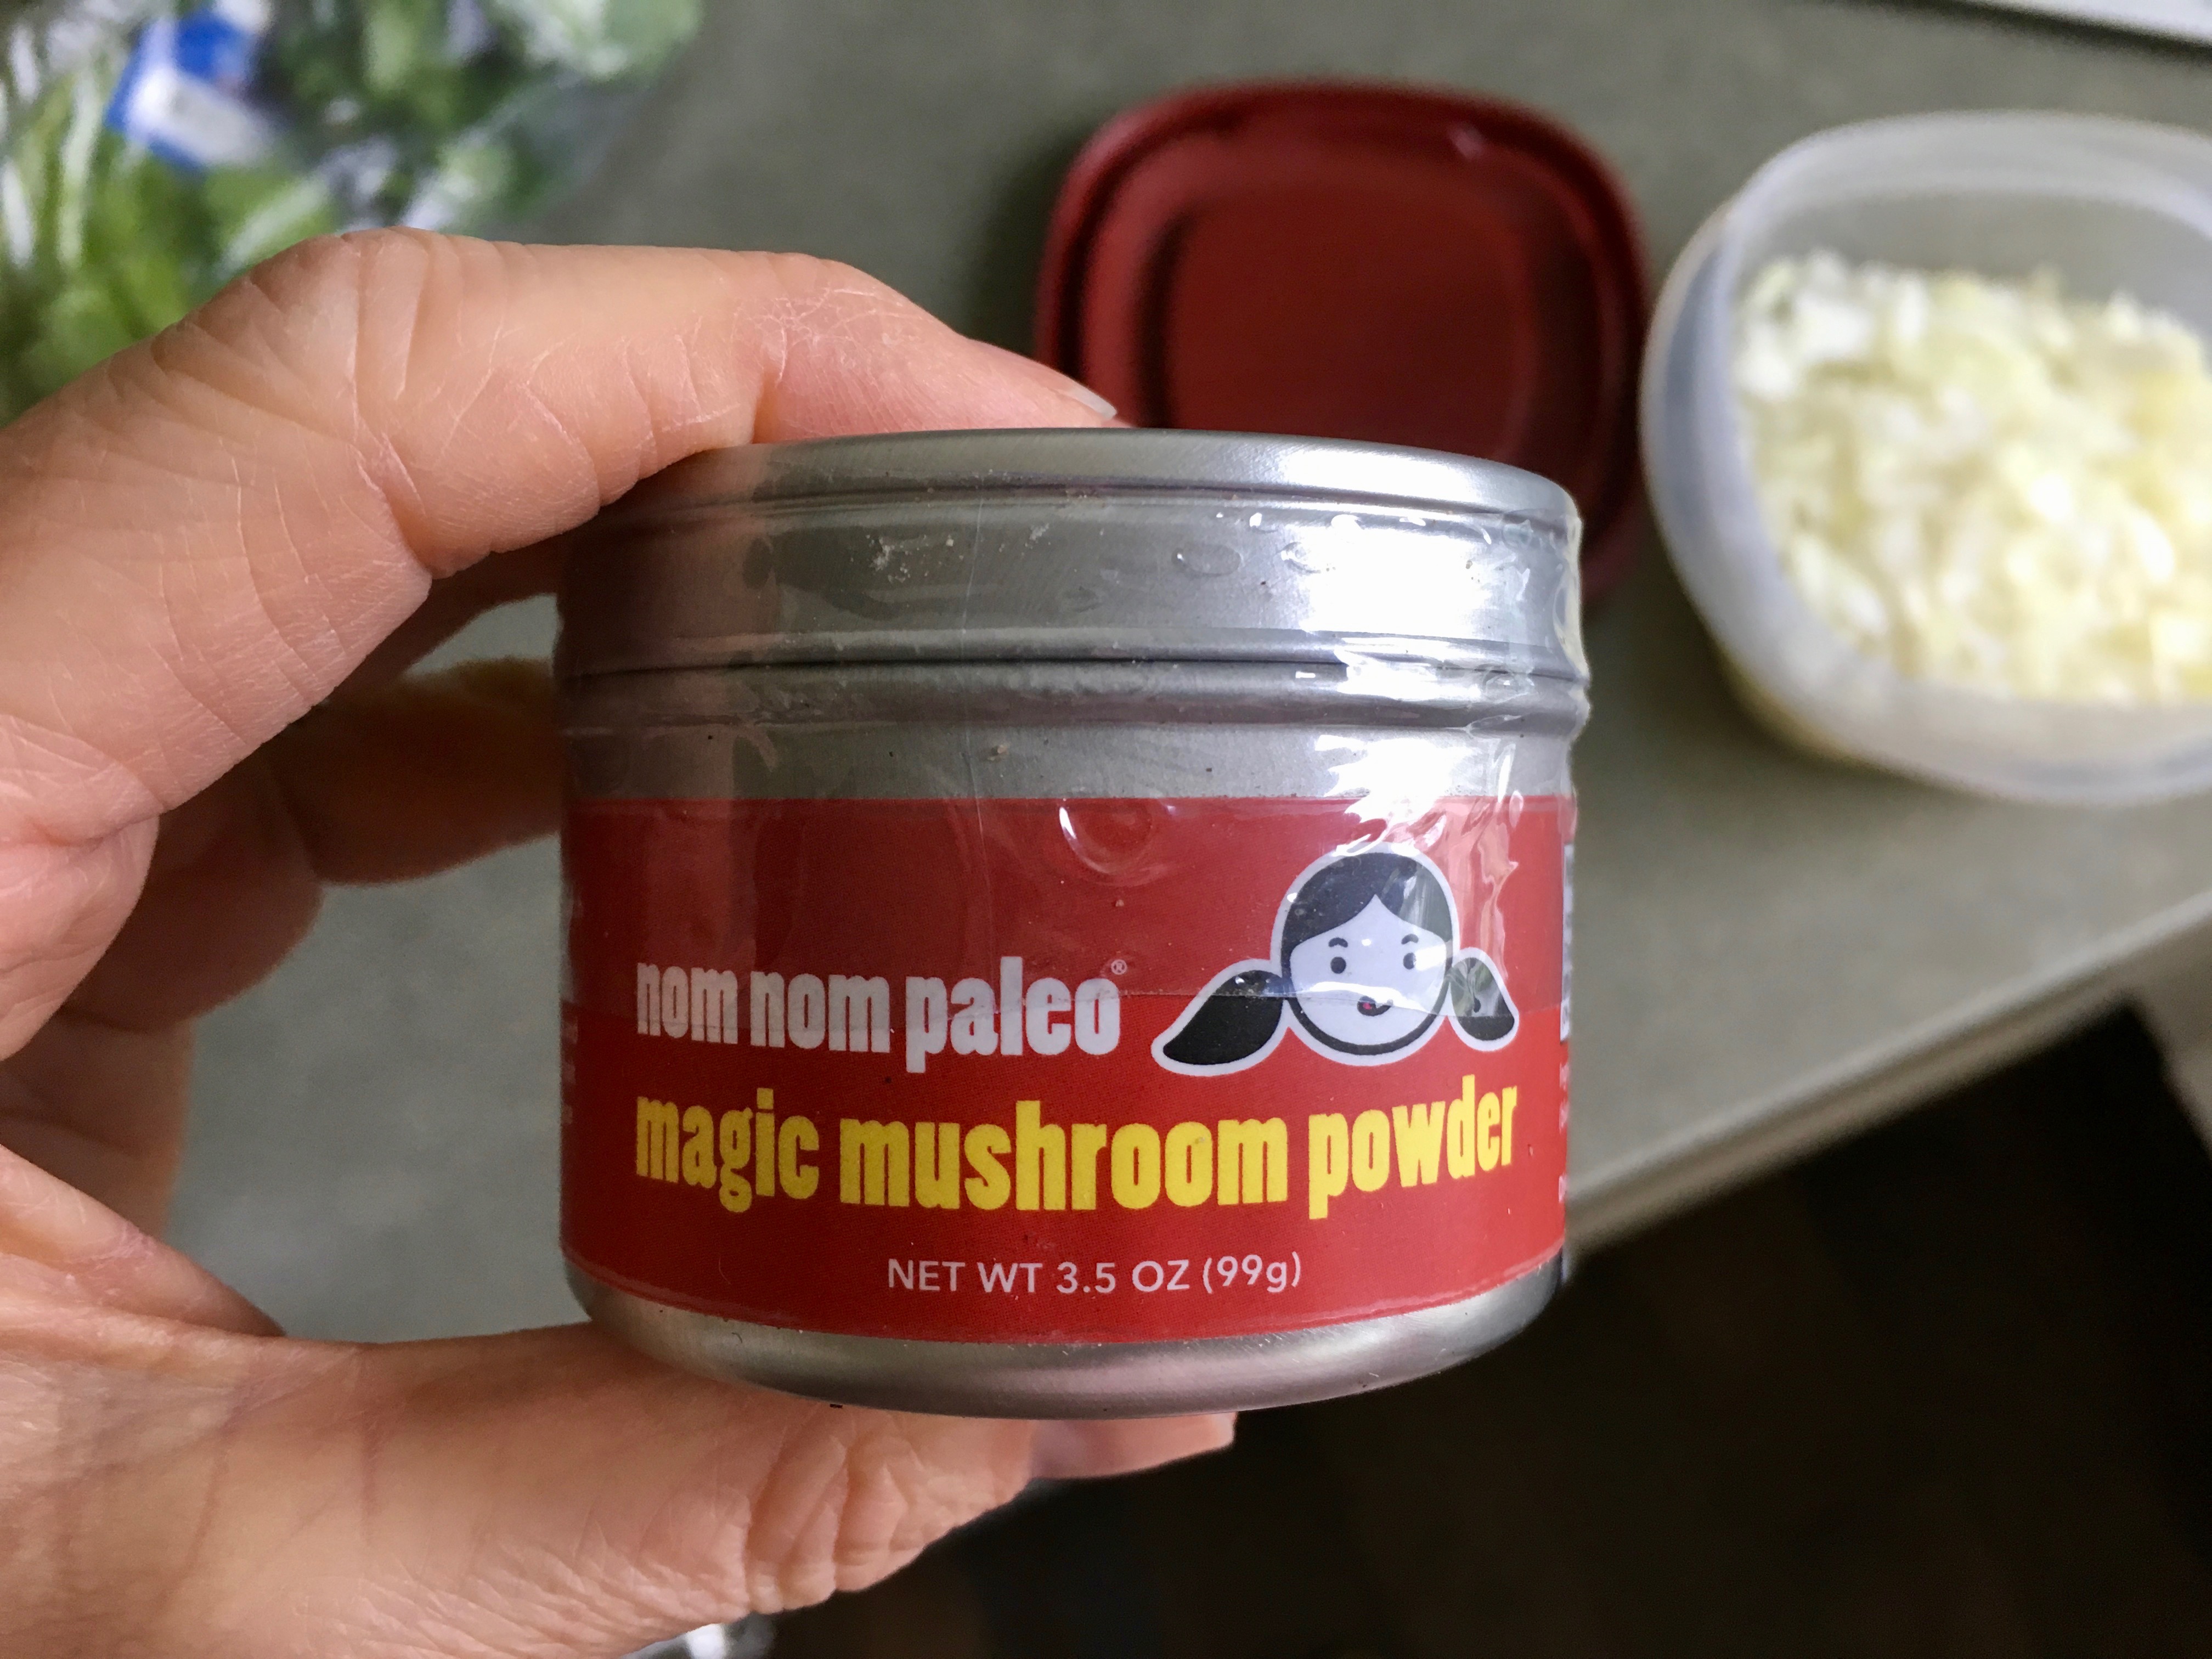 nom nom paleo®
magic mushroom powder
NET WT 3.5 OZ (99g)